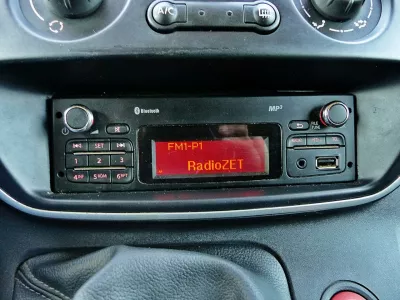 A/C
Bluetooth
MP3
SET
1 2 3
4 5 6
FM1-P1
RadioZET